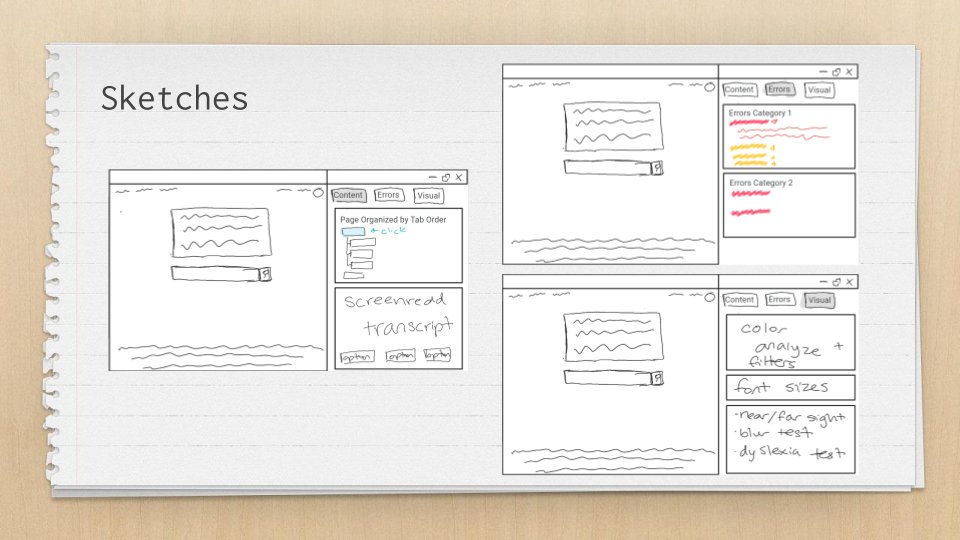 Sketches
Content Errors Visual
Page Organized by Tab Order
click
screenread
transcript
option option option
Content Errors Visual
Errors Category 1
Errors Category 2
Content Errors Visual
color
analyze +
filters
font sizes
· near/far sight
· blur test
· dyslexia test